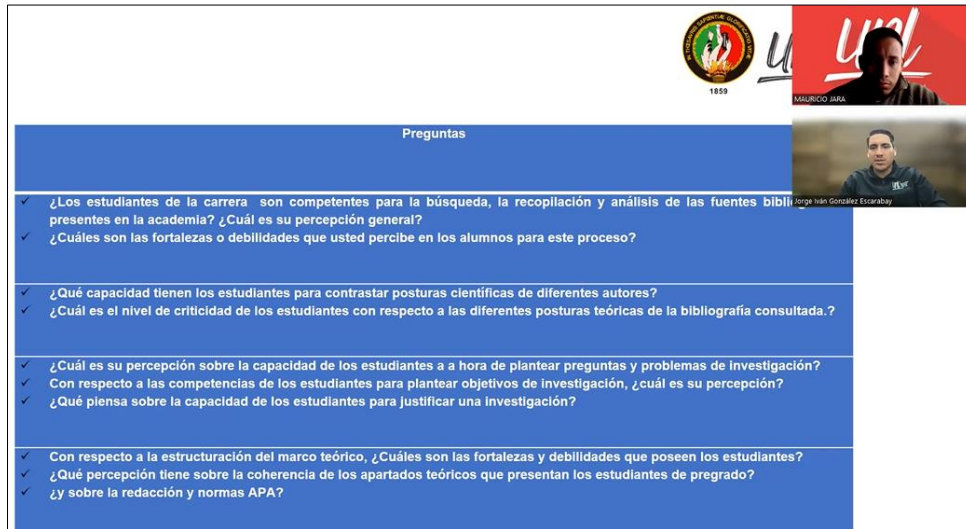 IN THESAURIS SAPIENTIAE GLORIFICATIO VITAE
1859
unl
MAURICIO JARA
Jorge Iván González Escarabay
Preguntas
✓ ¿Los estudiantes de la carrera son competentes para la búsqueda, la recopilación y análisis de las fuentes
presentes en la academia? ¿Cuál es su percepción general?
✓ ¿Cuáles son las fortalezas o debilidades que usted percibe en los alumnos para este proceso?
✓ ¿Qué capacidad tienen los estudiantes para contrastar posturas científicas de diferentes autores?
✓ ¿Cuál es el nivel de criticidad de los estudiantes con respecto a las diferentes posturas teóricas de la bibliografía consultada.?
✓ ¿Cuál es su percepción sobre la capacidad de los estudiantes a a hora de plantear preguntas y problemas de investigación?
✓ Con respecto a las competencias de los estudiantes para plantear objetivos de investigación, ¿cuál es su percepción?
✓ ¿Qué piensa sobre la capacidad de los estudiantes para justificar una investigación?
✓ Con respecto a la estructuración del marco teórico, ¿Cuáles son las fortalezas y debilidades que poseen los estudiantes?
✓ ¿Qué percepción tiene sobre la coherencia de los apartados teóricos que presentan los estudiantes de pregrado?
✓ ¿y sobre la redacción y normas APA?